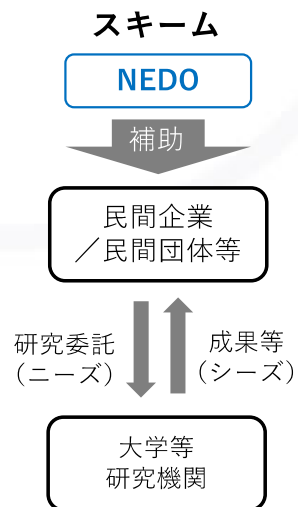 スキーム
NEDO
補助
民間企業
／民間団体等
研究委託
（ニーズ）
成果等
（シーズ）
大学等
研究機関